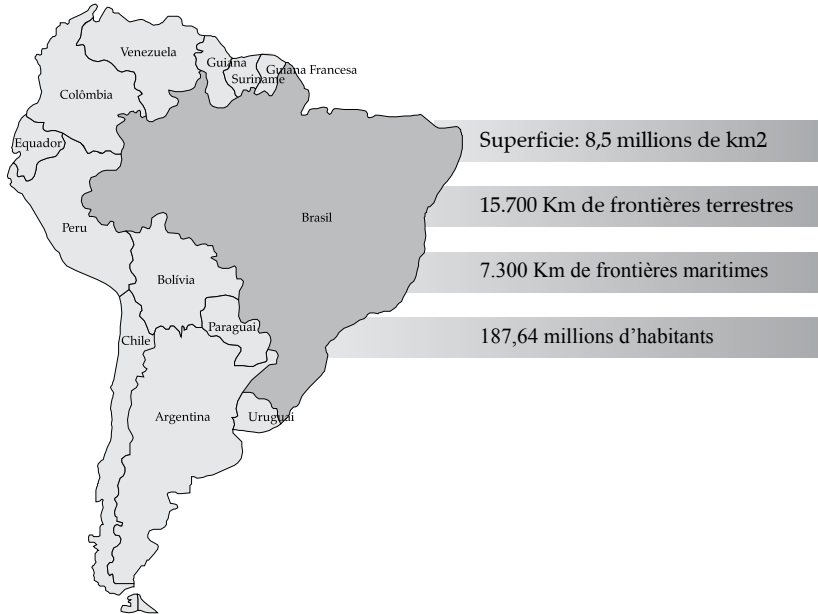 Venezuela
Guiana
Guiana Francesa
Suriname
Colômbia
Equador
Superficie: 8,5 millions de km2
15.700 Km de frontières terrestres
Brasil
Peru
7.300 Km de frontières maritimes
Bolívia
Paraguai
187,64 millions d’habitants
Chile
Argentina
Uruguai